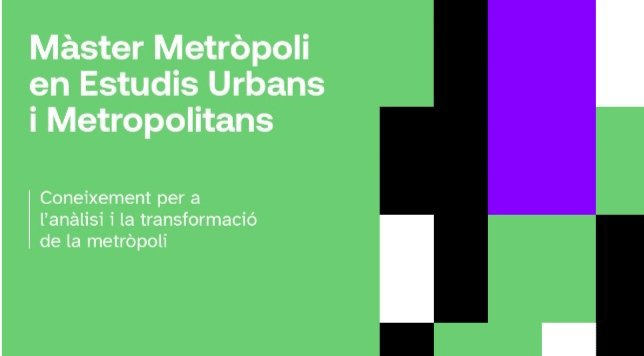 Màster Metròpoli
en Estudis Urbans
i Metropolitans
Coneixement per a
l'anàlisi i la transformació
de la metròpoli